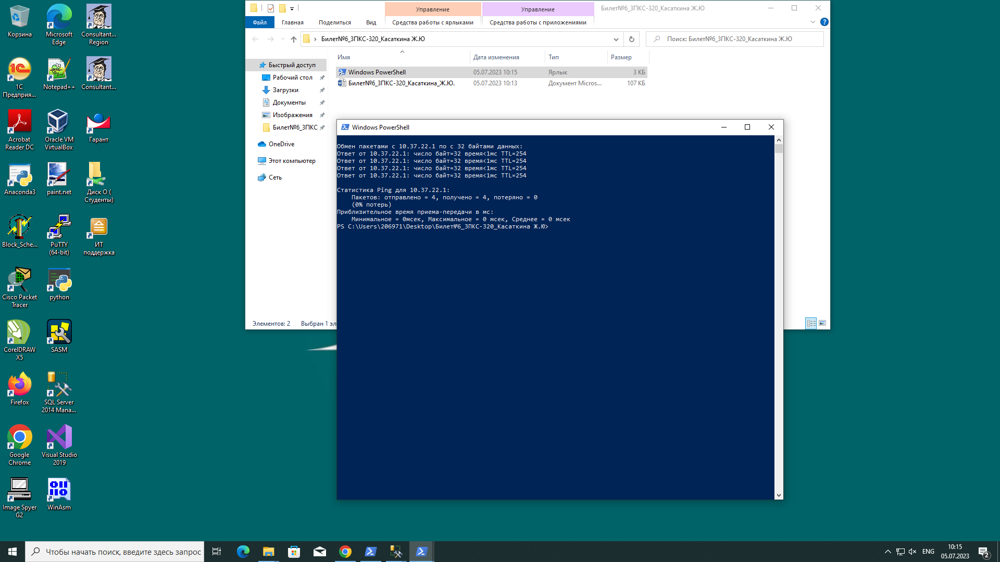 Корзина
Microsoft Edge
Consultant... Region
1С Предприя...
Notepad++
Consultant...
Acrobat Reader DC
Oracle VM VirtualBox
Гарант
Anaconda3
paint.net
Диск О ( Студенты)
Block_Sche...
PuTTY (64-bit)
ИТ поддержка
Cisco Packet Tracer
python
CorelDRAW X5
SASM
Firefox
SQL Server 2014 Mana...
Google Chrome
Visual Studio 2019
Image Spyer G2
WinAsm
Управление
Управление
Билет№6_3ПКС-320_Касаткина Ж.Ю
Файл
Главная
Поделиться
Вид
Средства работы с ярлыками
Средства работы с приложениями
Билет№6_3ПКС-320_Касаткина Ж.Ю
Поиск: Билет№6_3ПКС-320_Касаткина Ж.Ю
Имя
Дата изменения
Тип
Размер
Быстрый доступ
Рабочий стол
Загрузки
Документы
Изображения
Билет№6_3ПКС
OneDrive
Этот компьютер
Сеть
Windows PowerShell 05.07.2023 10:15 Ярлык 3 КБ
Билет№6_3ПКС-320_Касаткина_Ж.Ю. 05.07.2023 10:13 Документ Micros... 107 КБ
Элементов: 2
Выбран 1 эл
Windows PowerShell
Обмен пакетами с 10.37.22.1 по с 32 байтами данных:
Ответ от 10.37.22.1: число байт=32 время<1мс TTL=254
Ответ от 10.37.22.1: число байт=32 время<1мс TTL=254
Ответ от 10.37.22.1: число байт=32 время<1мс TTL=254
Ответ от 10.37.22.1: число байт=32 время<1мс TTL=254
Статистика Ping для 10.37.22.1:
Пакетов: отправлено = 4, получено = 4, потеряно = 0
(0% потерь)
Приблизительное время приема-передачи в мс:
Минимальное = 0мсек, Максимальное = 0 мсек, Среднее = 0 мсек
PS C:\Users\206971\Desktop\Билет№6_3ПКС-320_Касаткина Ж.Ю>
Чтобы начать поиск, введите здесь запрос
ENG
10:15
05.07.2023
2